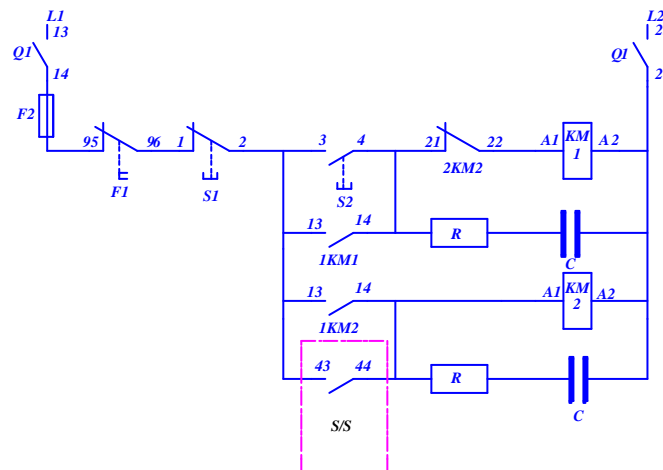 L1 L2
13 2
Q1 Q1
14 2
F2
3 4 21 22 A1 KM 1 A2
95 96 1 2
2KM2
F1 S1 S2
13 14 R
1KM1 C
13 14 A1 KM 2 A2
1KM2
43 44 R
C
S/S